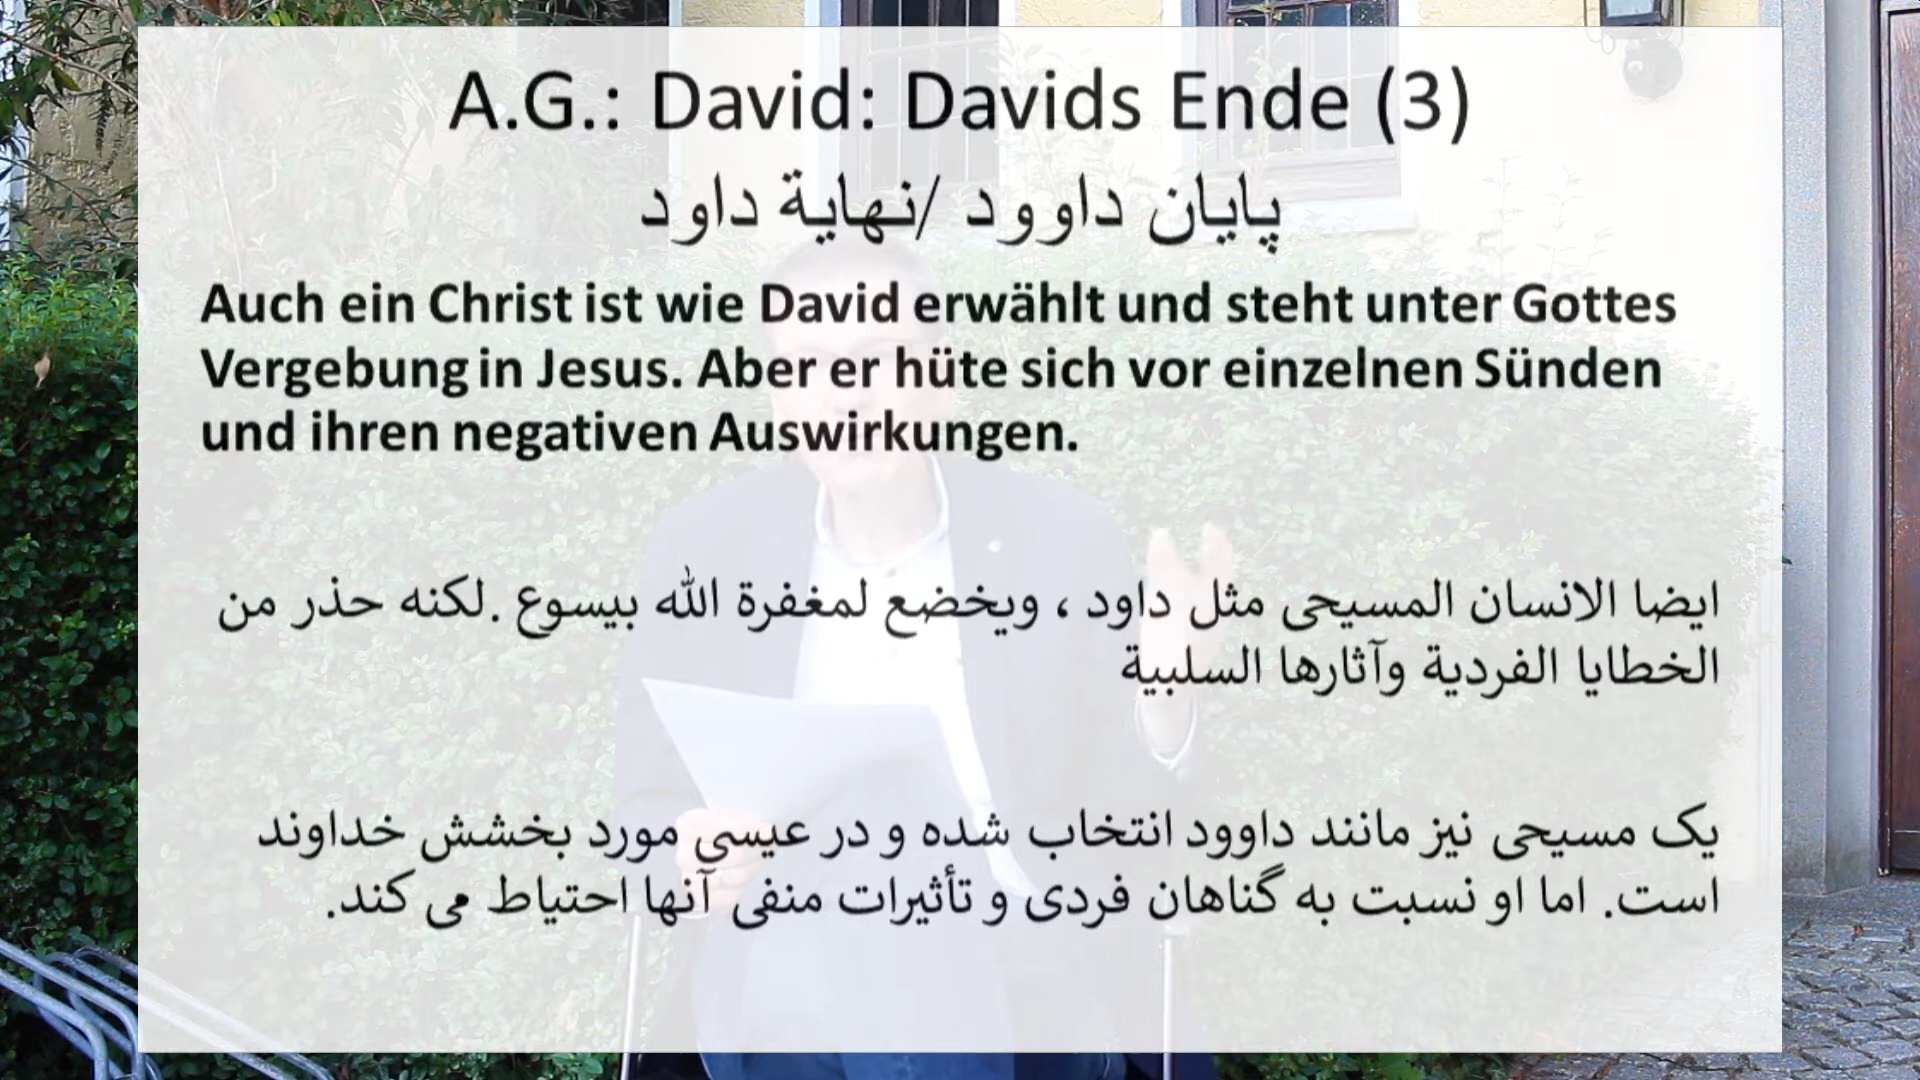 A.G.: David: Davids Ende (3)
پایان داوود /نهاية داود
Auch ein Christ ist wie David erwählt und steht unter Gottes
Vergebung in Jesus. Aber er hüte sich vor einzelnen Sünden
und ihren negativen Auswirkungen.
ايضا الانسان المسيحى مثل داود ، ويخضع لمغفرة الله بيسوع .لكنه حذر من
الخطايا الفردية وآثارها السلبية
یک مسیحی نیز مانند داوود انتخاب شده و در عیسی مورد بخشش خداوند
است. اما او نسبت به گناهان فردی و تأثیرات منفی آنها احتیاط می کند.